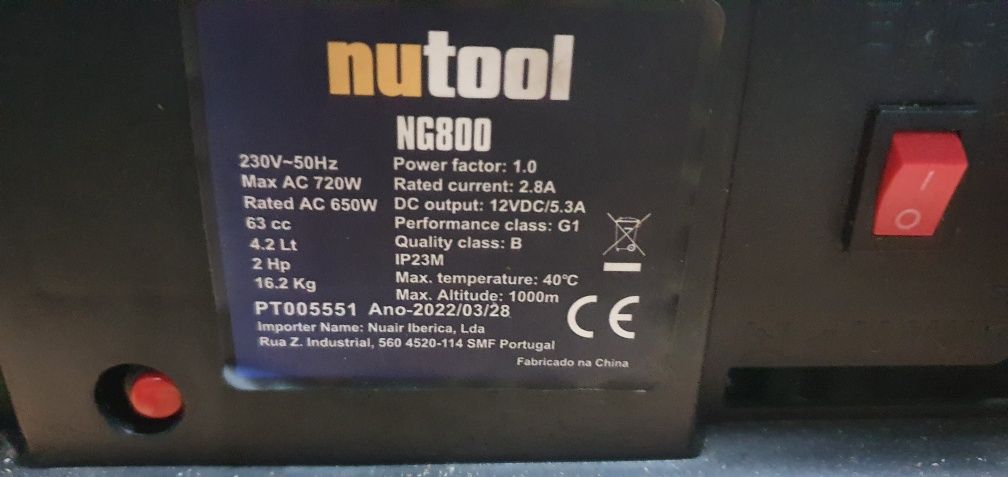 nutool
NG800
230V~50Hz
Max AC 720W
Rated AC 650W
63 cc
4.2 Lt
2 Hp
16.2 Kg
Power factor: 1.0
Rated current: 2.8A
DC output: 12VDC/5.3A
Performance class: G1
Quality class: B
IP23M
Max. temperature: 40°C
Max. Altitude: 1000m
PT005551 Ano-2022/03/28
Importer Name: Nuair Iberica, Lda
Rua Z. Industrial, 560 4520-114 SMF Portugal
CE
Fabricado na China
I
O